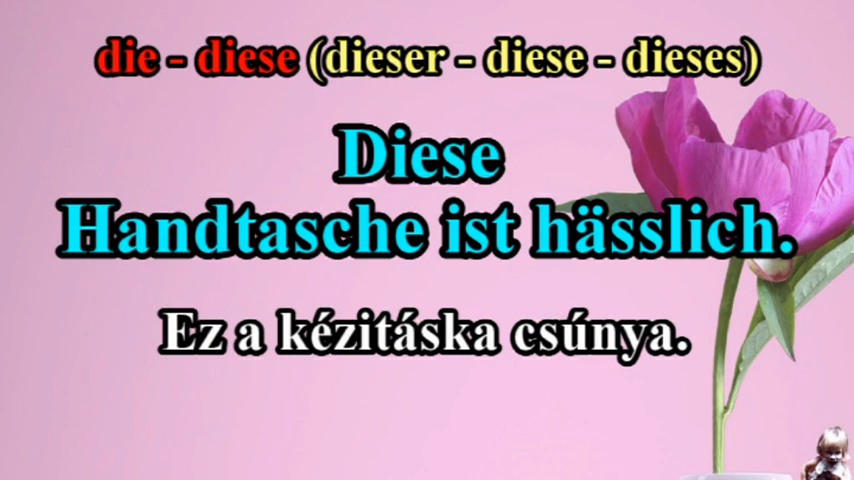 die - diese (dieser - diese - dieses)
Diese
Handtasche ist hässlich.
Ez a kézitáska csúnya.